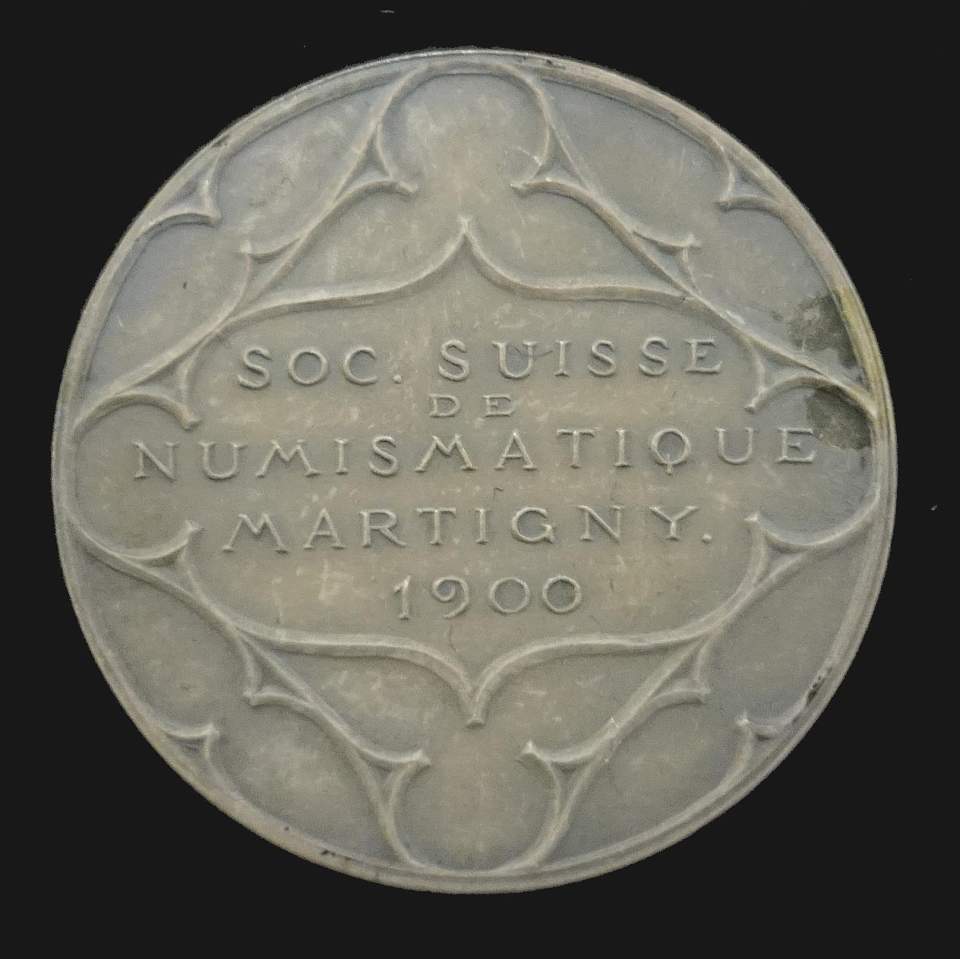 SOC. SUISSE
DE
NUMISMATIQUE
MARTIGNY.
1900